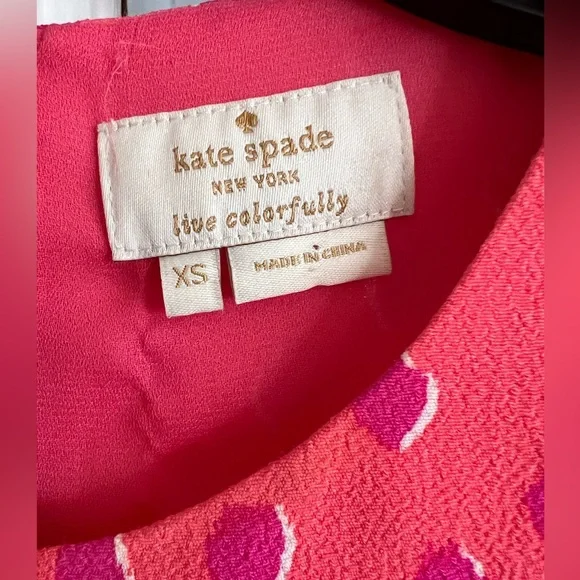 kate spade
NEW YORK
live colorfully
XS
MADE IN CHINA